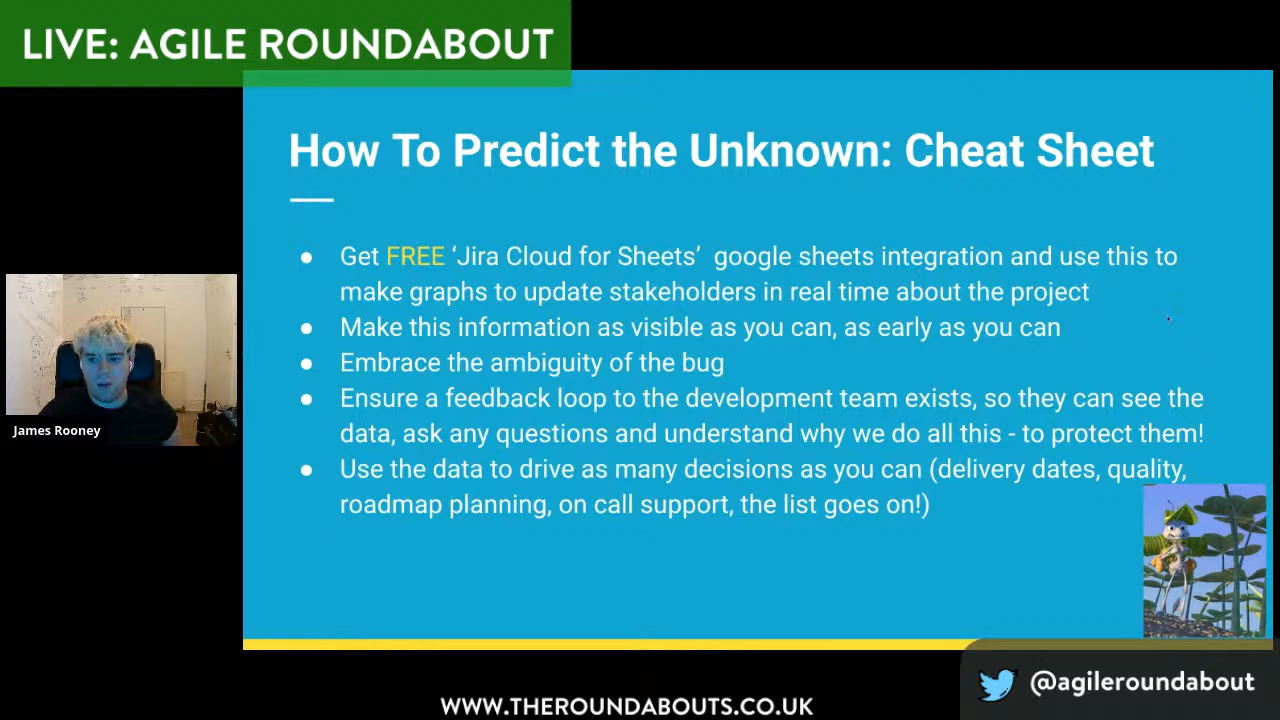 LIVE: AGILE ROUNDABOUT
How To Predict the Unknown: Cheat Sheet
● Get FREE ‘Jira Cloud for Sheets’ google sheets integration and use this to
make graphs to update stakeholders in real time about the project
● Make this information as visible as you can, as early as you can
● Embrace the ambiguity of the bug
● Ensure a feedback loop to the development team exists, so they can see the
data, ask any questions and understand why we do all this - to protect them!
● Use the data to drive as many decisions as you can (delivery dates, quality,
roadmap planning, on call support, the list goes on!)
James Rooney
@agileroundabout
WWW.THEROUNDABOUTS.CO.UK